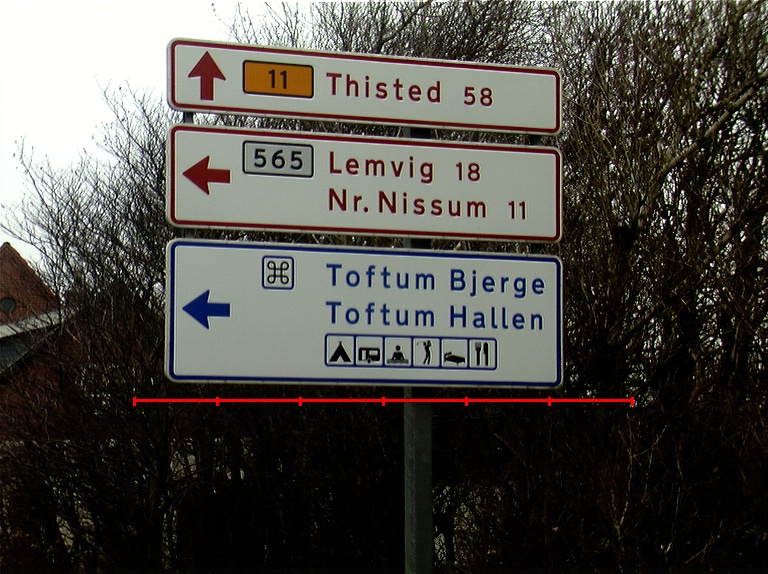 11 Thisted 58
565 Lemvig 18
Nr. Nissum 11
Toftum Bjerge
Toftum Hallen